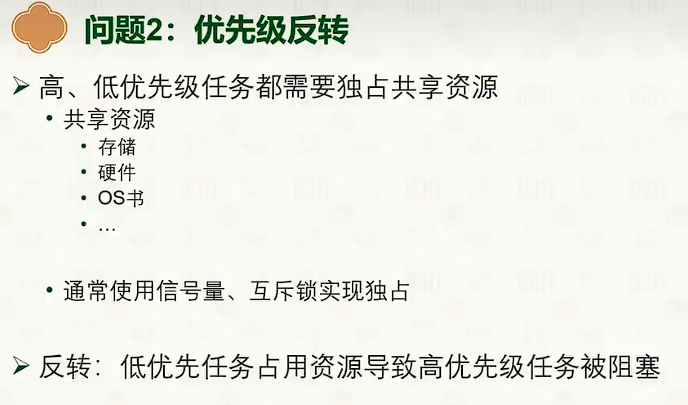 问题2：优先级反转
➢ 高、低优先级任务都需要独占共享资源
• 共享资源
• 存储
• 硬件
• OS书
• …
• 通常使用信号量、互斥锁实现独占
➢ 反转：低优先任务占用资源导致高优先级任务被阻塞